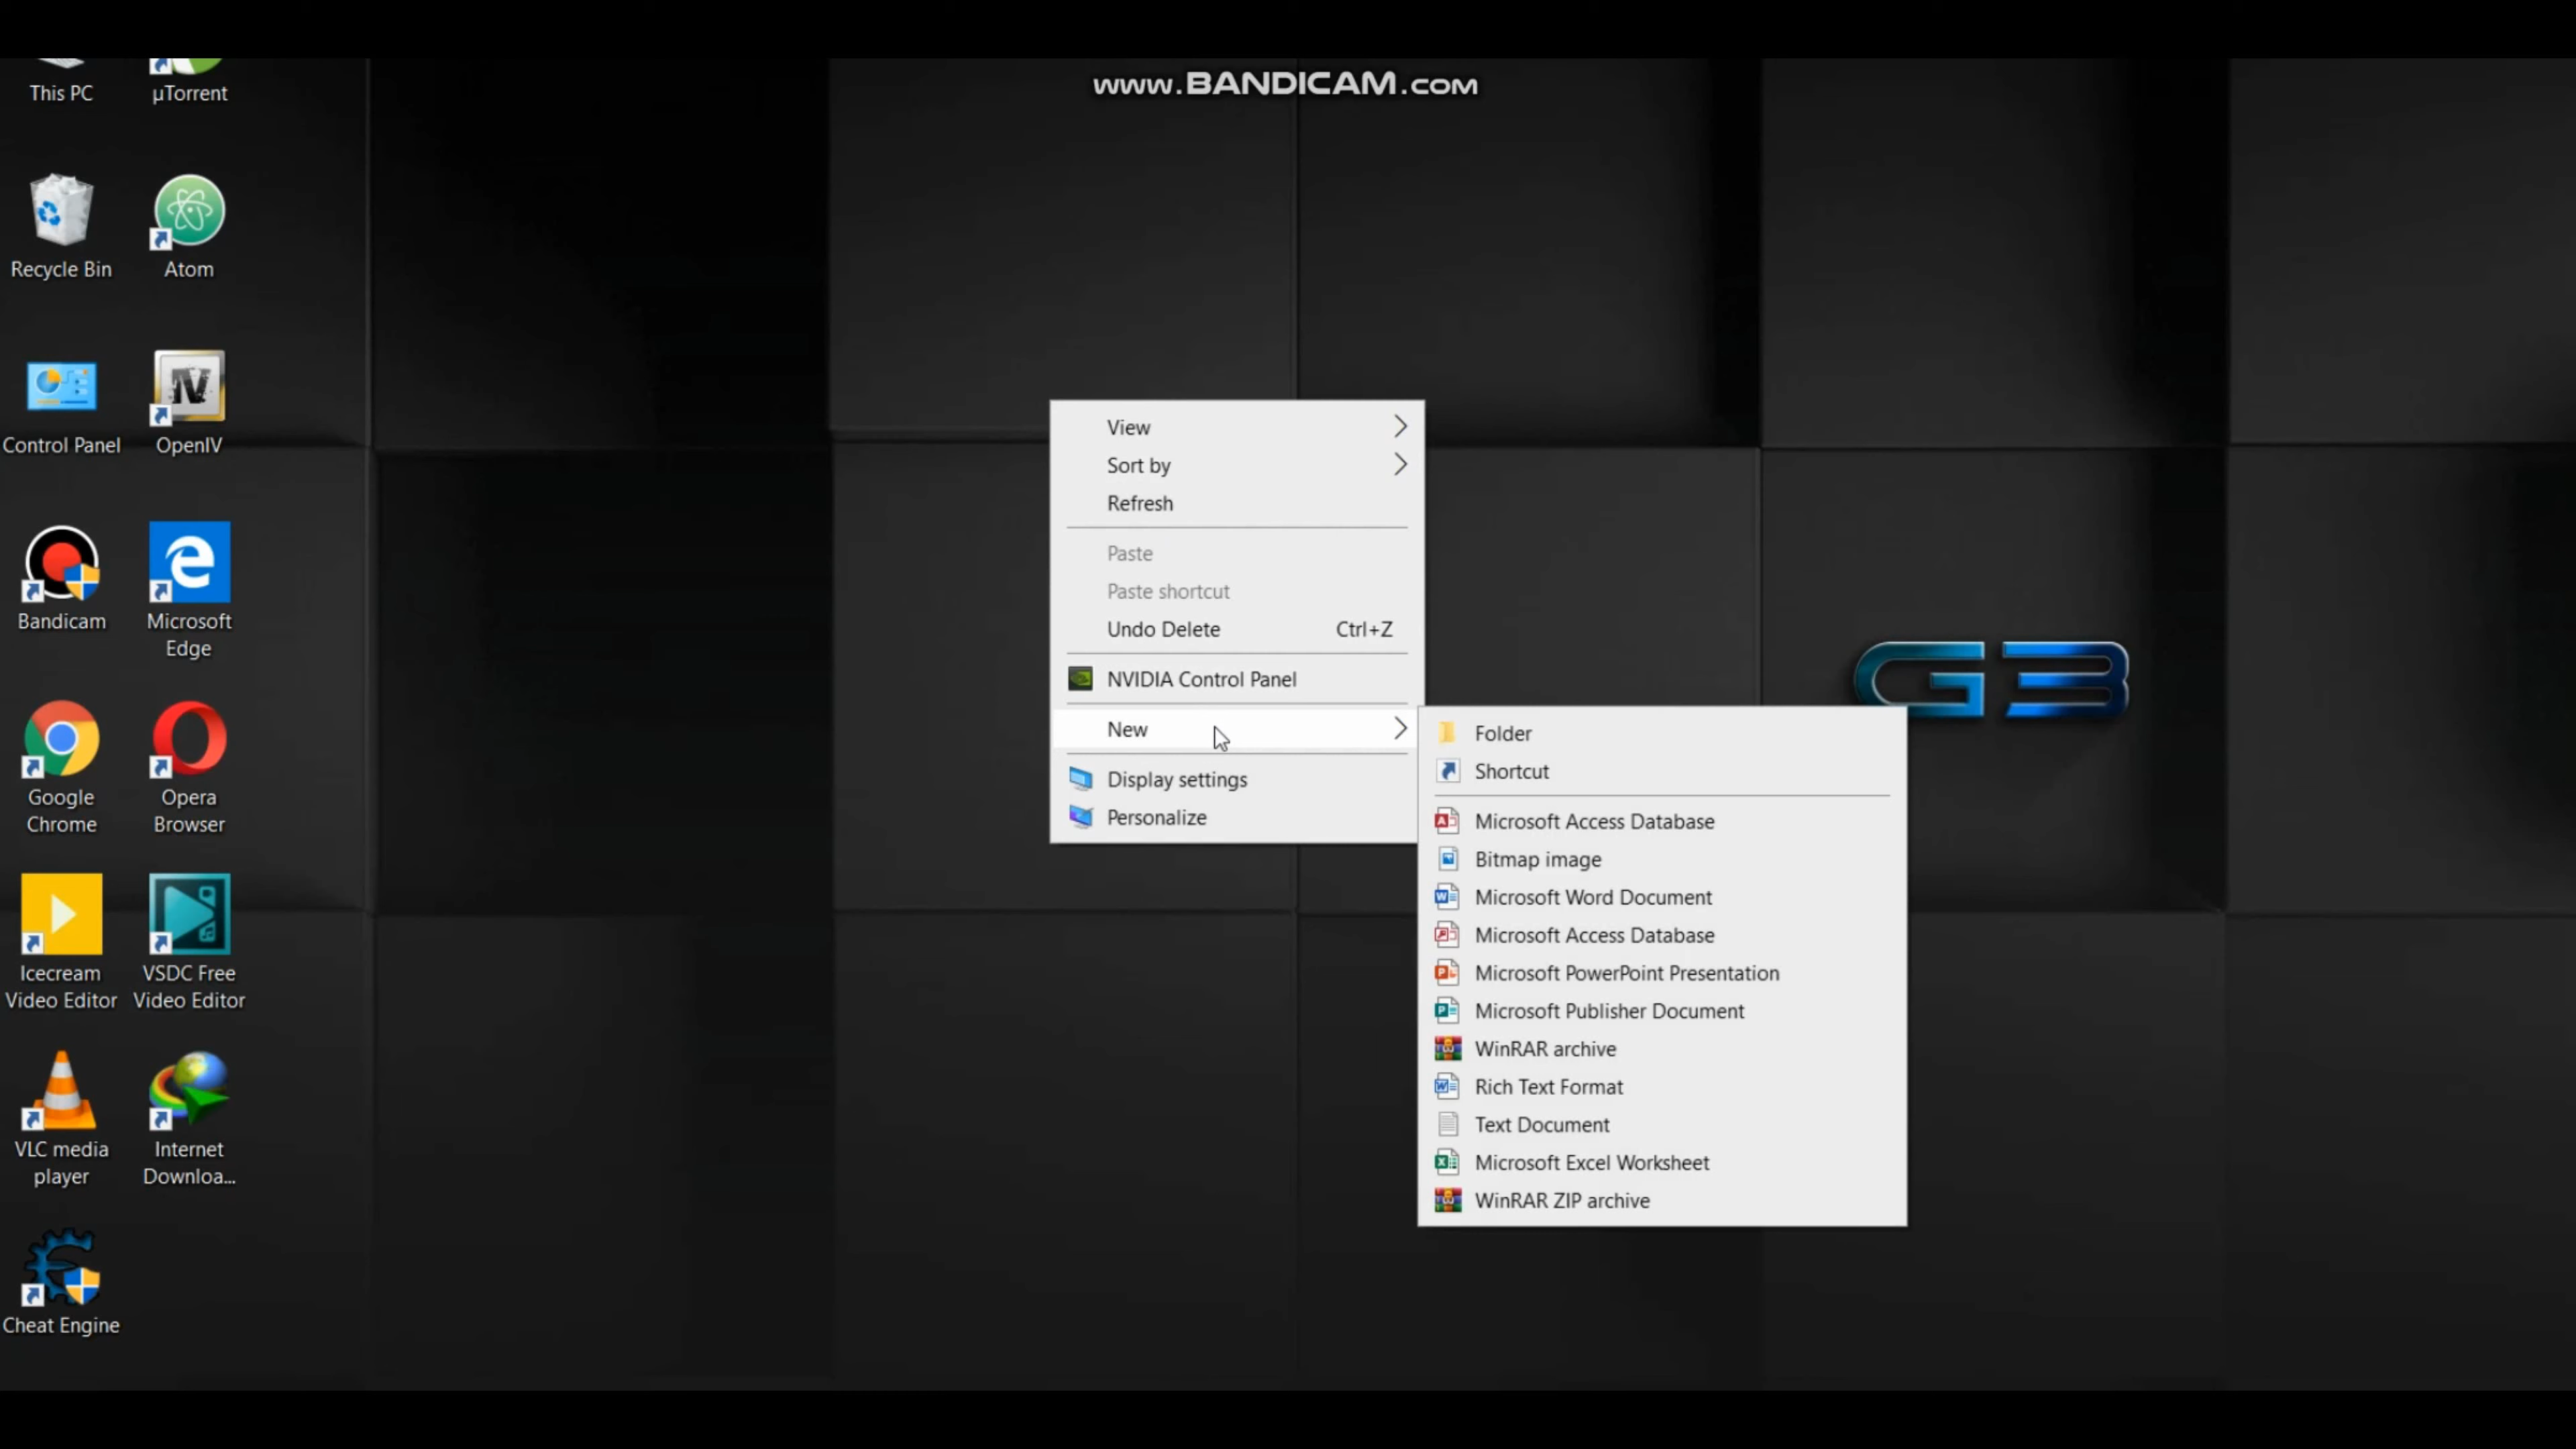 www.BANDICAM.com
This PC
µTorrent
Recycle Bin
Atom
Control Panel
OpenIV
Bandicam
Microsoft
Edge
Google
Chrome
Opera
Browser
Icecream
Video Editor
VSDC Free
Video Editor
VLC media
player
Internet
Downloa...
Cheat Engine
View
Sort by
Refresh
Paste
Paste shortcut
Undo Delete Ctrl+Z
NVIDIA Control Panel
New
Display settings
Personalize
Folder
Shortcut
Microsoft Access Database
Bitmap image
Microsoft Word Document
Microsoft Access Database
Microsoft PowerPoint Presentation
Microsoft Publisher Document
WinRAR archive
Rich Text Format
Text Document
Microsoft Excel Worksheet
WinRAR ZIP archive
G3